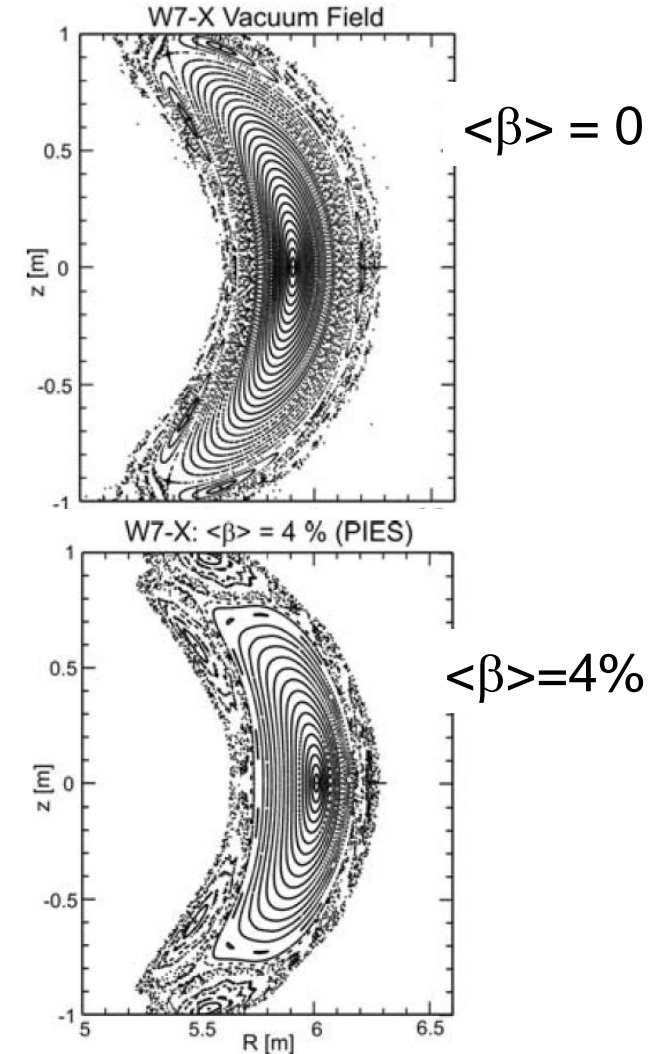 W7-X Vacuum Field
1
0.5
0
-0.5
-1
z [m]
<β> = 0
W7-X: <β> = 4 % (PIES)
1
0.5
0
-0.5
-1
z [m]
<β>=4%
5 5.5 6 6.5
R [m]